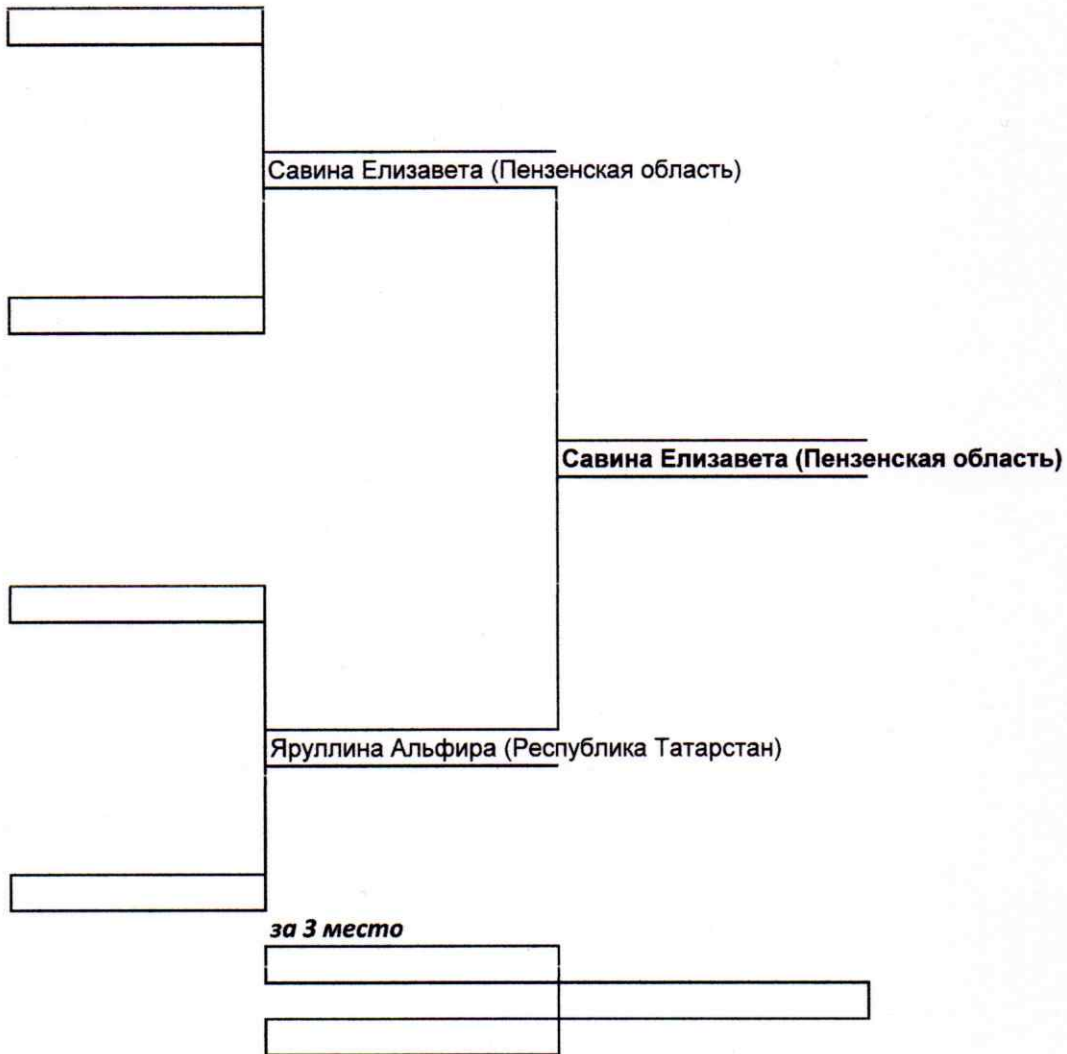 Савина Елизавета (Пензенская область)
Савина Елизавета (Пензенская область)
Яруллина Альфира (Республика Татарстан)
за 3 место